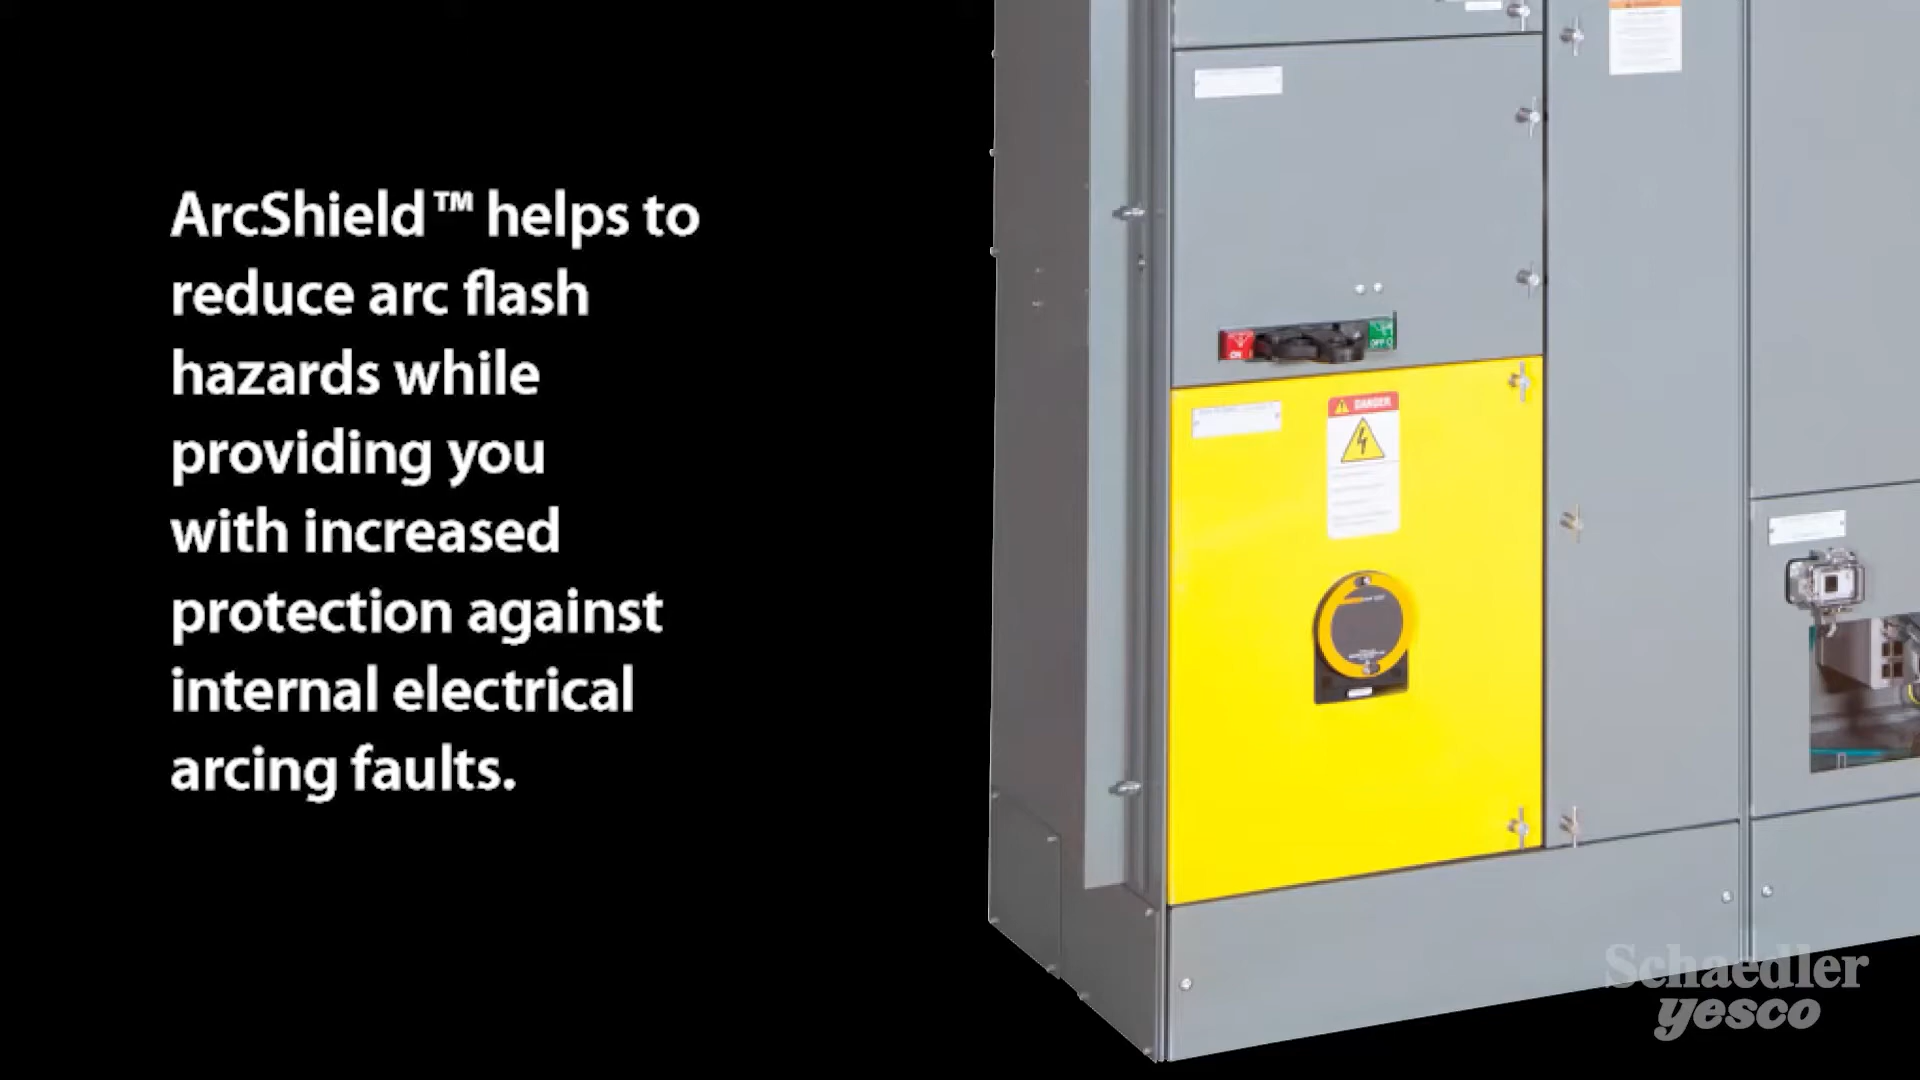 ArcShield™ helps to
reduce arc flash
hazards while
providing you
with increased
protection against
internal electrical
arcing faults.
ON
OFF O
DANGER
Schaedler
yesco